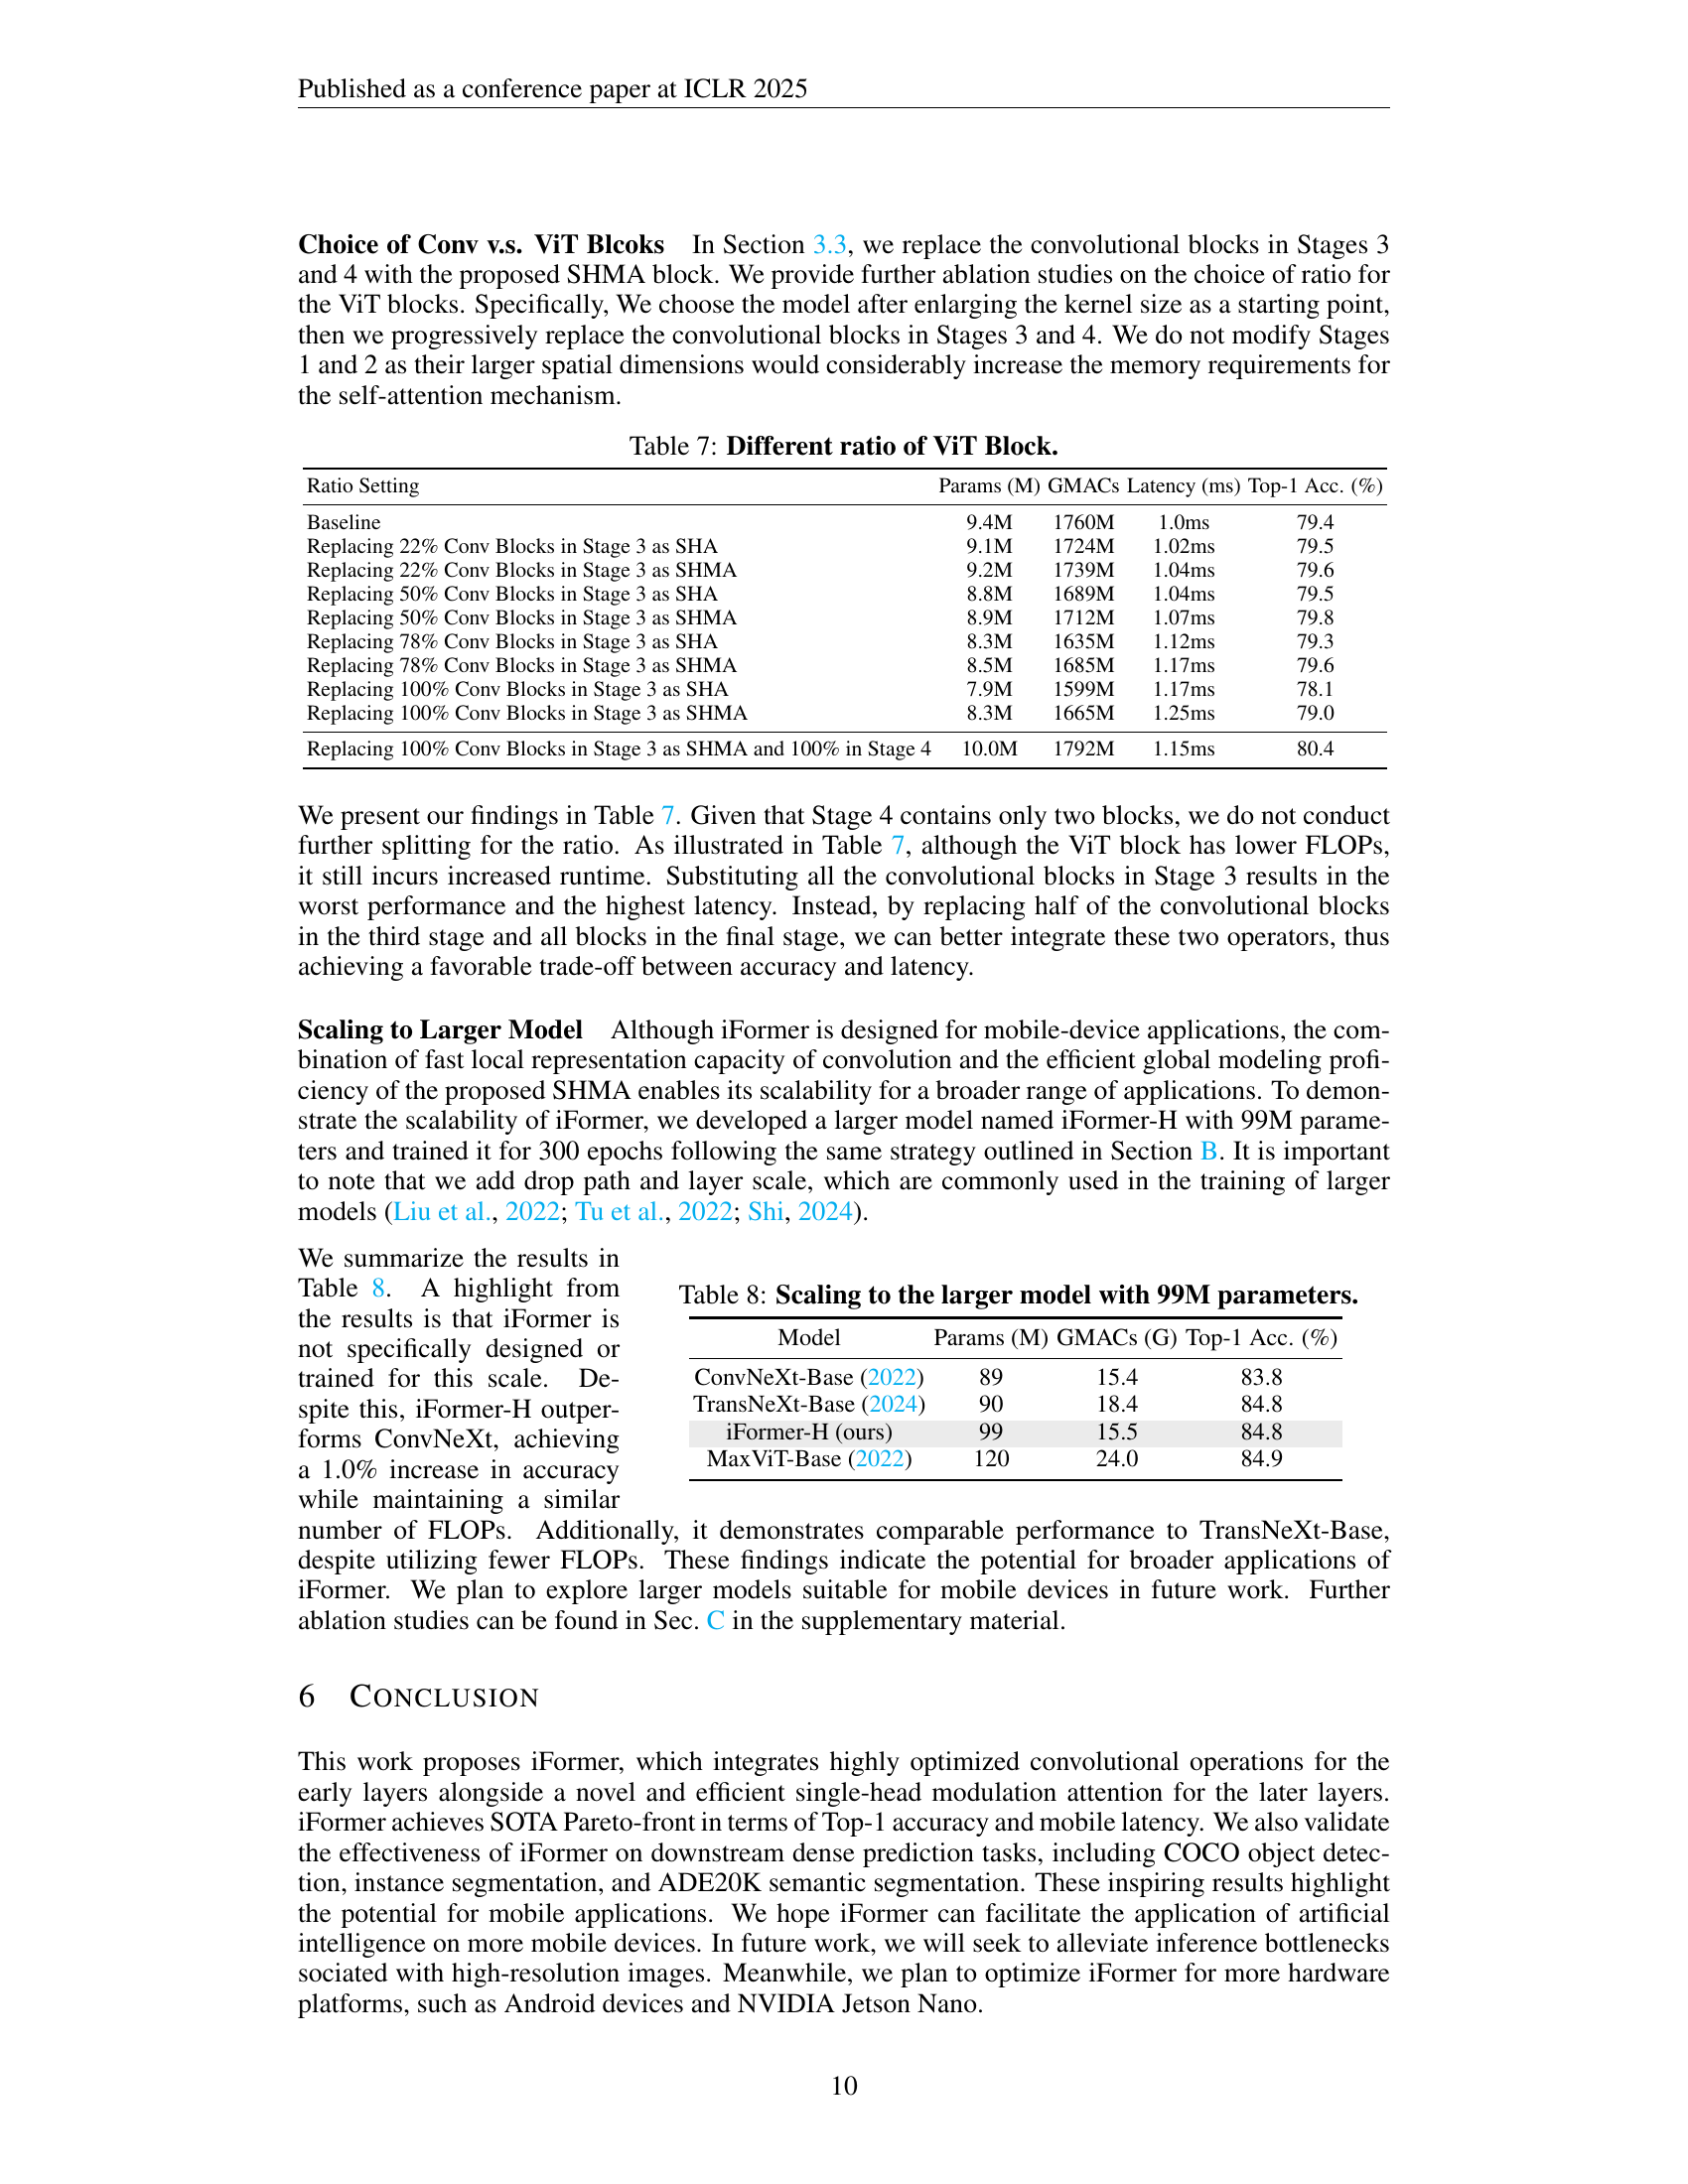 Published as a conference paper at ICLR 2025
Choice of Conv v.s. ViT Blcoks In Section 3.3, we replace the convolutional blocks in Stages 3
and 4 with the proposed SHMA block. We provide further ablation studies on the choice of ratio for
the ViT blocks. Specifically, We choose the model after enlarging the kernel size as a starting point,
then we progressively replace the convolutional blocks in Stages 3 and 4. We do not modify Stages
1 and 2 as their larger spatial dimensions would considerably increase the memory requirements for
the self-attention mechanism.
Table 7: Different ratio of ViT Block.
Ratio Setting Params (M) GMACs Latency (ms) Top-1 Acc. (%)
Baseline 9.4M 1760M 1.0ms 79.4
Replacing 22% Conv Blocks in Stage 3 as SHA 9.1M 1724M 1.02ms 79.5
Replacing 22% Conv Blocks in Stage 3 as SHMA 9.2M 1739M 1.04ms 79.6
Replacing 50% Conv Blocks in Stage 3 as SHA 8.8M 1689M 1.04ms 79.5
Replacing 50% Conv Blocks in Stage 3 as SHMA 8.9M 1712M 1.07ms 79.8
Replacing 78% Conv Blocks in Stage 3 as SHA 8.3M 1635M 1.12ms 79.3
Replacing 78% Conv Blocks in Stage 3 as SHMA 8.5M 1685M 1.17ms 79.6
Replacing 100% Conv Blocks in Stage 3 as SHA 7.9M 1599M 1.17ms 78.1
Replacing 100% Conv Blocks in Stage 3 as SHMA 8.3M 1665M 1.25ms 79.0
Replacing 100% Conv Blocks in Stage 3 as SHMA and 100% in Stage 4 10.0M 1792M 1.15ms 80.4
We present our findings in Table 7. Given that Stage 4 contains only two blocks, we do not conduct
further splitting for the ratio. As illustrated in Table 7, although the ViT block has lower FLOPs,
it still incurs increased runtime. Substituting all the convolutional blocks in Stage 3 results in the
worst performance and the highest latency. Instead, by replacing half of the convolutional blocks
in the third stage and all blocks in the final stage, we can better integrate these two operators, thus
achieving a favorable trade-off between accuracy and latency.
Scaling to Larger Model Although iFormer is designed for mobile-device applications, the com-
bination of fast local representation capacity of convolution and the efficient global modeling profi-
ciency of the proposed SHMA enables its scalability for a broader range of applications. To demon-
strate the scalability of iFormer, we developed a larger model named iFormer-H with 99M parame-
ters and trained it for 300 epochs following the same strategy outlined in Section B. It is important
to note that we add drop path and layer scale, which are commonly used in the training of larger
models (Liu et al., 2022; Tu et al., 2022; Shi, 2024).
We summarize the results in
Table 8. A highlight from
the results is that iFormer is
not specifically designed or
trained for this scale. De-
spite this, iFormer-H outper-
forms ConvNeXt, achieving
a 1.0% increase in accuracy
while maintaining a similar
Table 8: Scaling to the larger model with 99M parameters.
Model Params (M) GMACs (G) Top-1 Acc. (%)
ConvNeXt-Base (2022) 89 15.4 83.8
TransNeXt-Base (2024) 90 18.4 84.8
iFormer-H (ours) 99 15.5 84.8
MaxViT-Base (2022) 120 24.0 84.9
number of FLOPs. Additionally, it demonstrates comparable performance to TransNeXt-Base,
despite utilizing fewer FLOPs. These findings indicate the potential for broader applications of
iFormer. We plan to explore larger models suitable for mobile devices in future work. Further
ablation studies can be found in Sec. C in the supplementary material.
6 CONCLUSION
This work proposes iFormer, which integrates highly optimized convolutional operations for the
early layers alongside a novel and efficient single-head modulation attention for the later layers.
iFormer achieves SOTA Pareto-front in terms of Top-1 accuracy and mobile latency. We also validate
the effectiveness of iFormer on downstream dense prediction tasks, including COCO object detec-
tion, instance segmentation, and ADE20K semantic segmentation. These inspiring results highlight
the potential for mobile applications. We hope iFormer can facilitate the application of artificial
intelligence on more mobile devices. In future work, we will seek to alleviate inference bottlenecks
sociated with high-resolution images. Meanwhile, we plan to optimize iFormer for more hardware
platforms, such as Android devices and NVIDIA Jetson Nano.
10